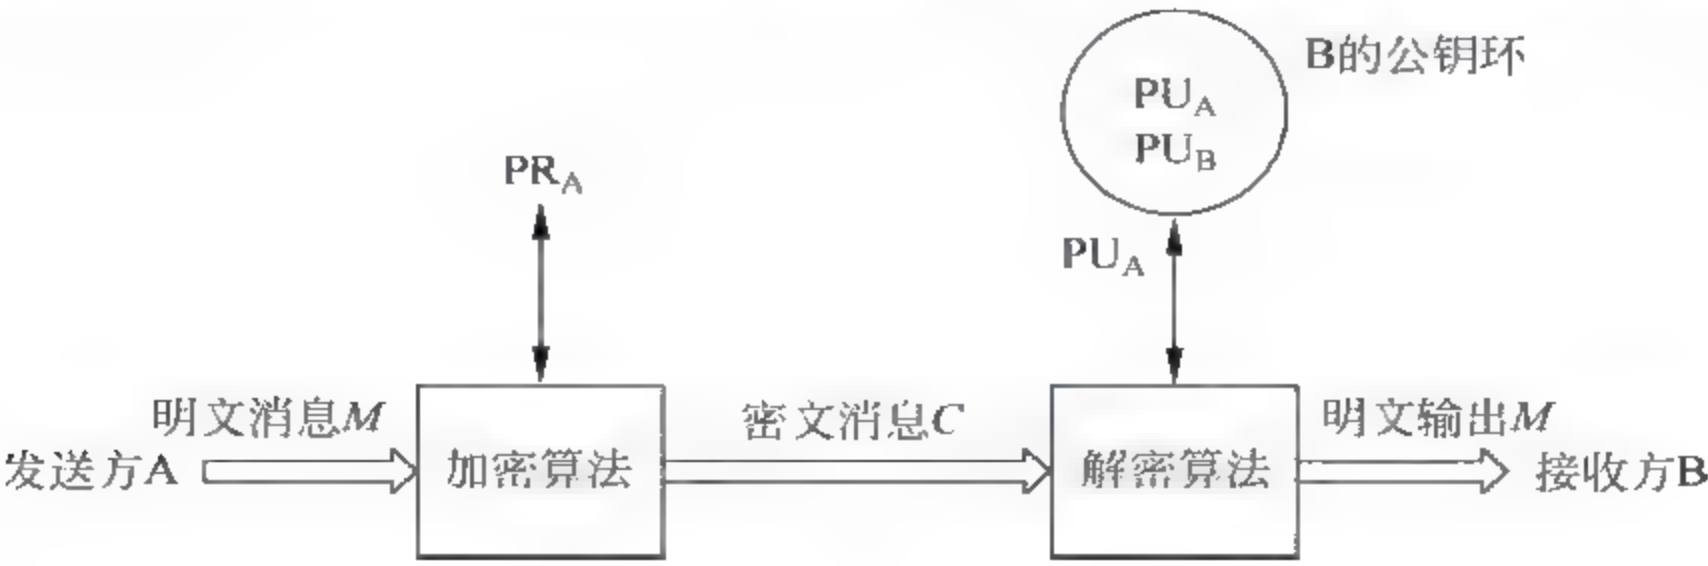 B的公钥环
PU_A
PU_B
PR_A
PU_A
明文消息M
密文消息C
明文输出M
发送方A
加密算法
解密算法
接收方B